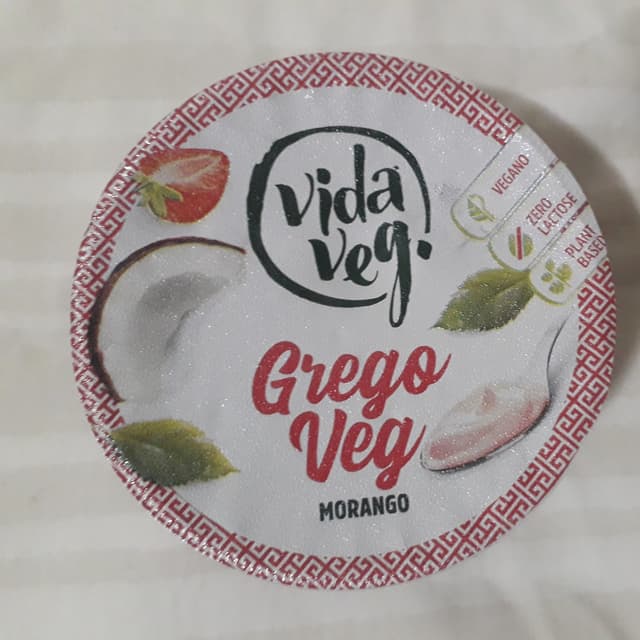 vida
veg.
VEGANO
ZERO
LACTOSE
PLANT
BASED
Grego
Veg
MORANGO